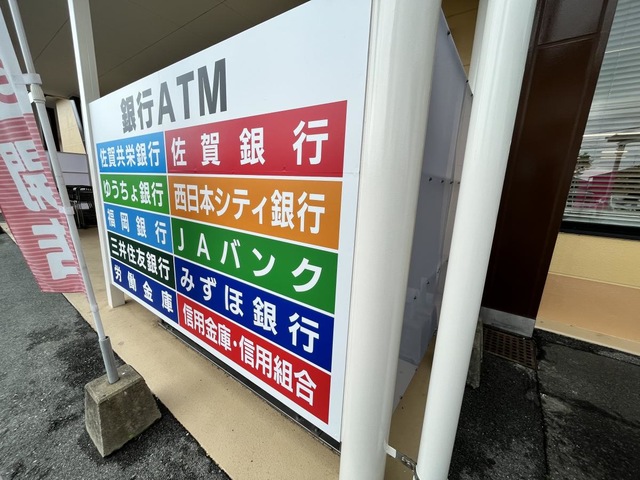 銀行ATM
佐賀共栄銀行
佐賀銀行
ゆうちょ銀行
西日本シティ銀行
福岡銀行
JAバンク
三井住友銀行
みずほ銀行
労働金庫
信用金庫・信用組合
開店